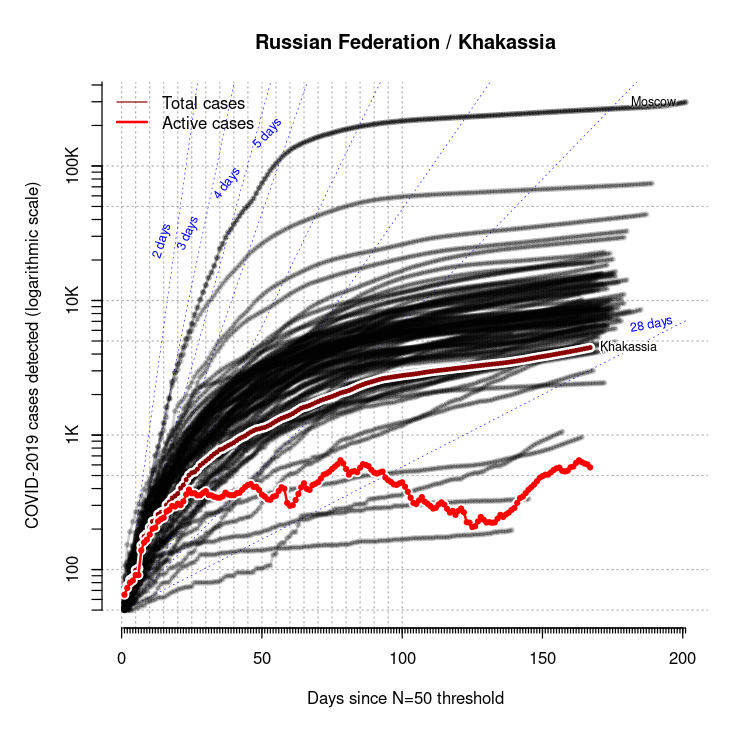 Russian Federation / Khakassia
Total cases
Active cases
Moscow
2 days
3 days
4 days
5 days
28 days
Khakassia
COVID-2019 cases detected (logarithmic scale)
100K
10K
1K
100
0
50
100
150
200
Days since N=50 threshold